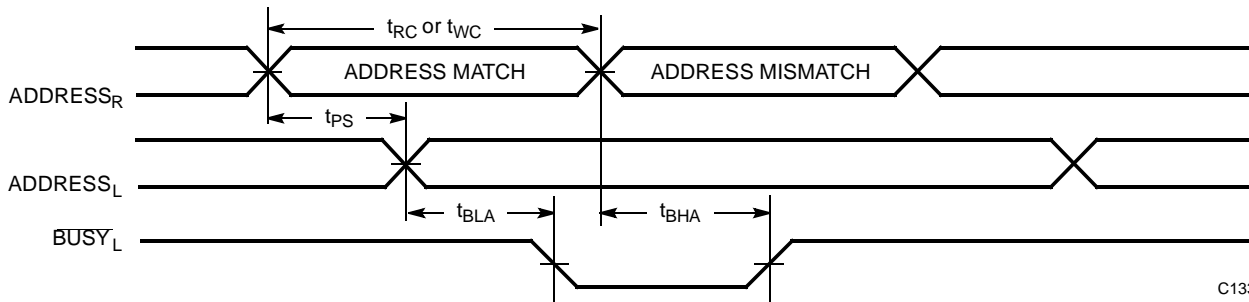 tRC or tWC
ADDRESS MATCH
ADDRESS MISMATCH
ADDRESSR
tPS
ADDRESSL
tBLA
tBHA
BUSYL